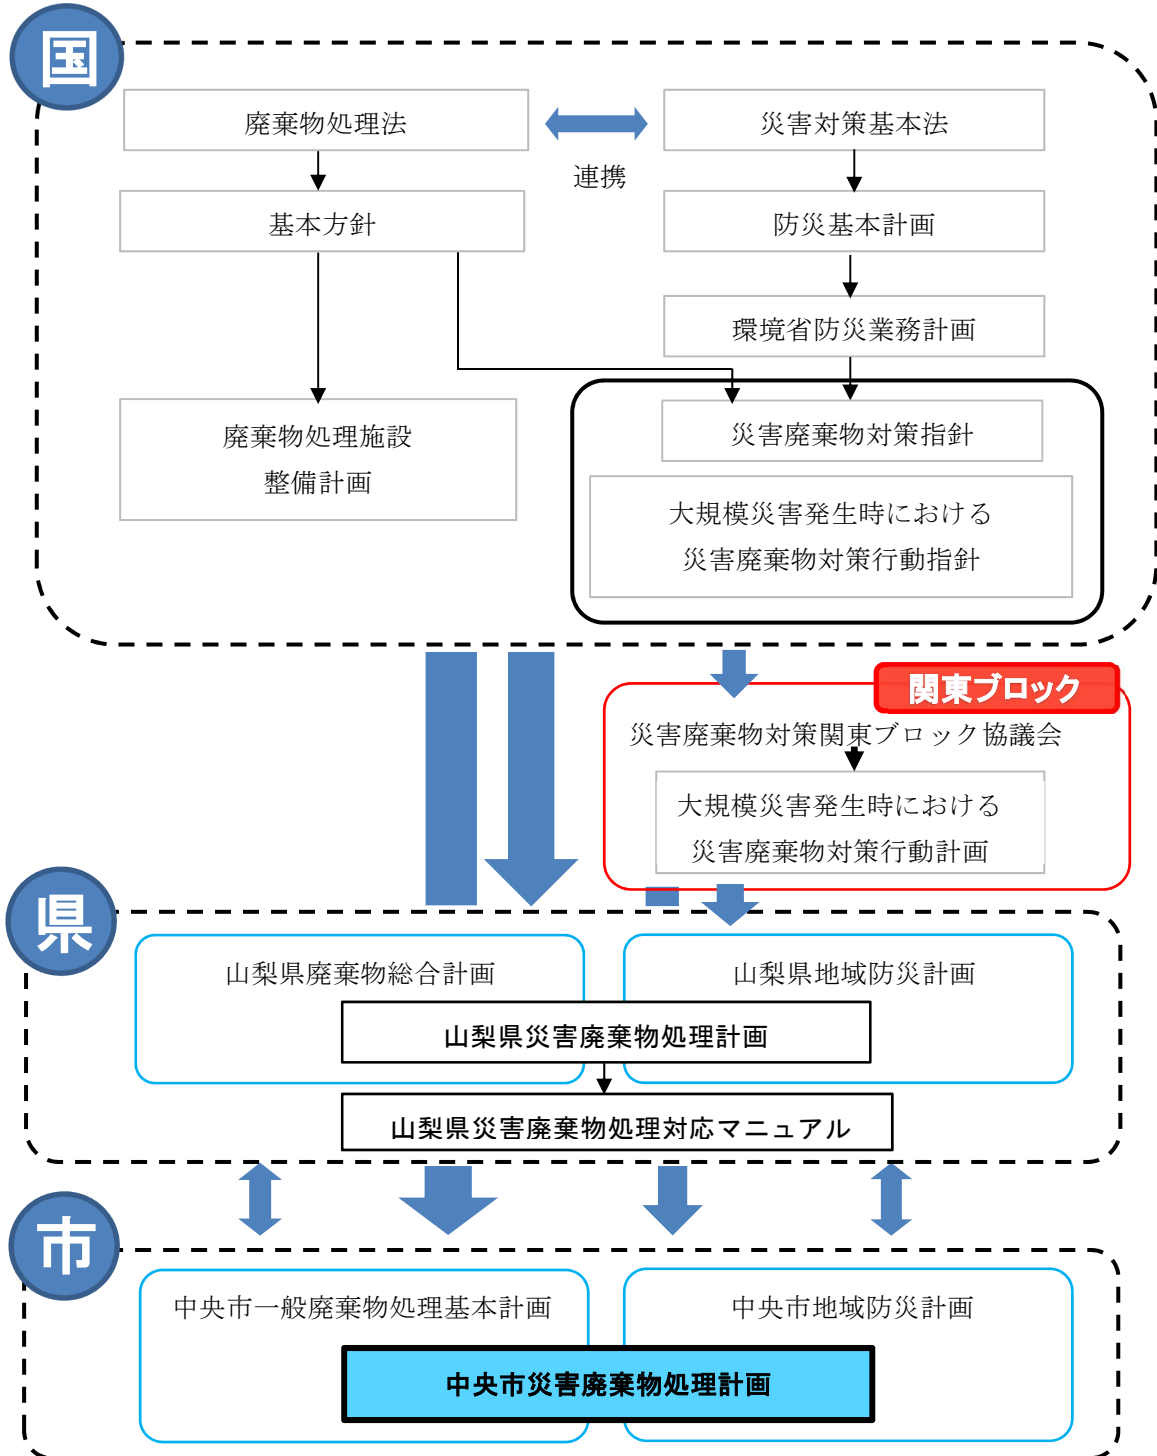 国
廃棄物処理法
災害対策基本法
連携
基本方針
防災基本計画
環境省防災業務計画
廃棄物処理施設
整備計画
災害廃棄物対策指針
大規模災害発生時における
災害廃棄物対策行動指針
関東ブロック
災害廃棄物対策関東ブロック協議会
大規模災害発生時における
災害廃棄物対策行動計画
県
山梨県廃棄物総合計画
山梨県地域防災計画
山梨県災害廃棄物処理計画
山梨県災害廃棄物処理対応マニュアル
市
中央市一般廃棄物処理基本計画
中央市地域防災計画
中央市災害廃棄物処理計画